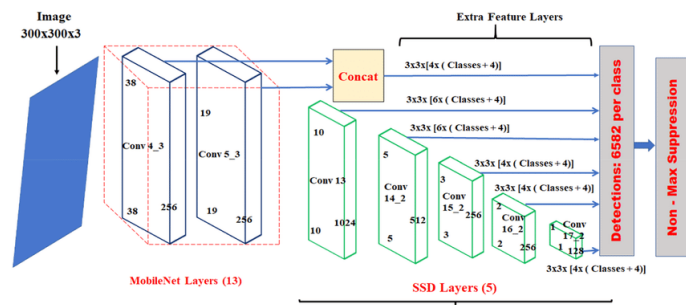 Image
300x300x3
Extra Feature Layers
38
Conv 4_3
38
256
19
Conv 5_3
19
256
Concat
3x3x[4x ( Classes + 4)]
3x3x [6x ( Classes + 4)]
3x3x [6x ( Classes + 4)]
3x3x [4x ( Classes + 4)]
3x3x [4x ( Classes + 4)]
3x3x [4x ( Classes + 4)]
10
Conv 13
10
1024
5
Conv
14_2
512
5
3
Conv
15_2
256
3
2
Conv
16_2
2
256
1
Conv
17_2
1
128
Detections: 6582 per class
Non - Max Suppression
MobileNet Layers (13)
SSD Layers (5)